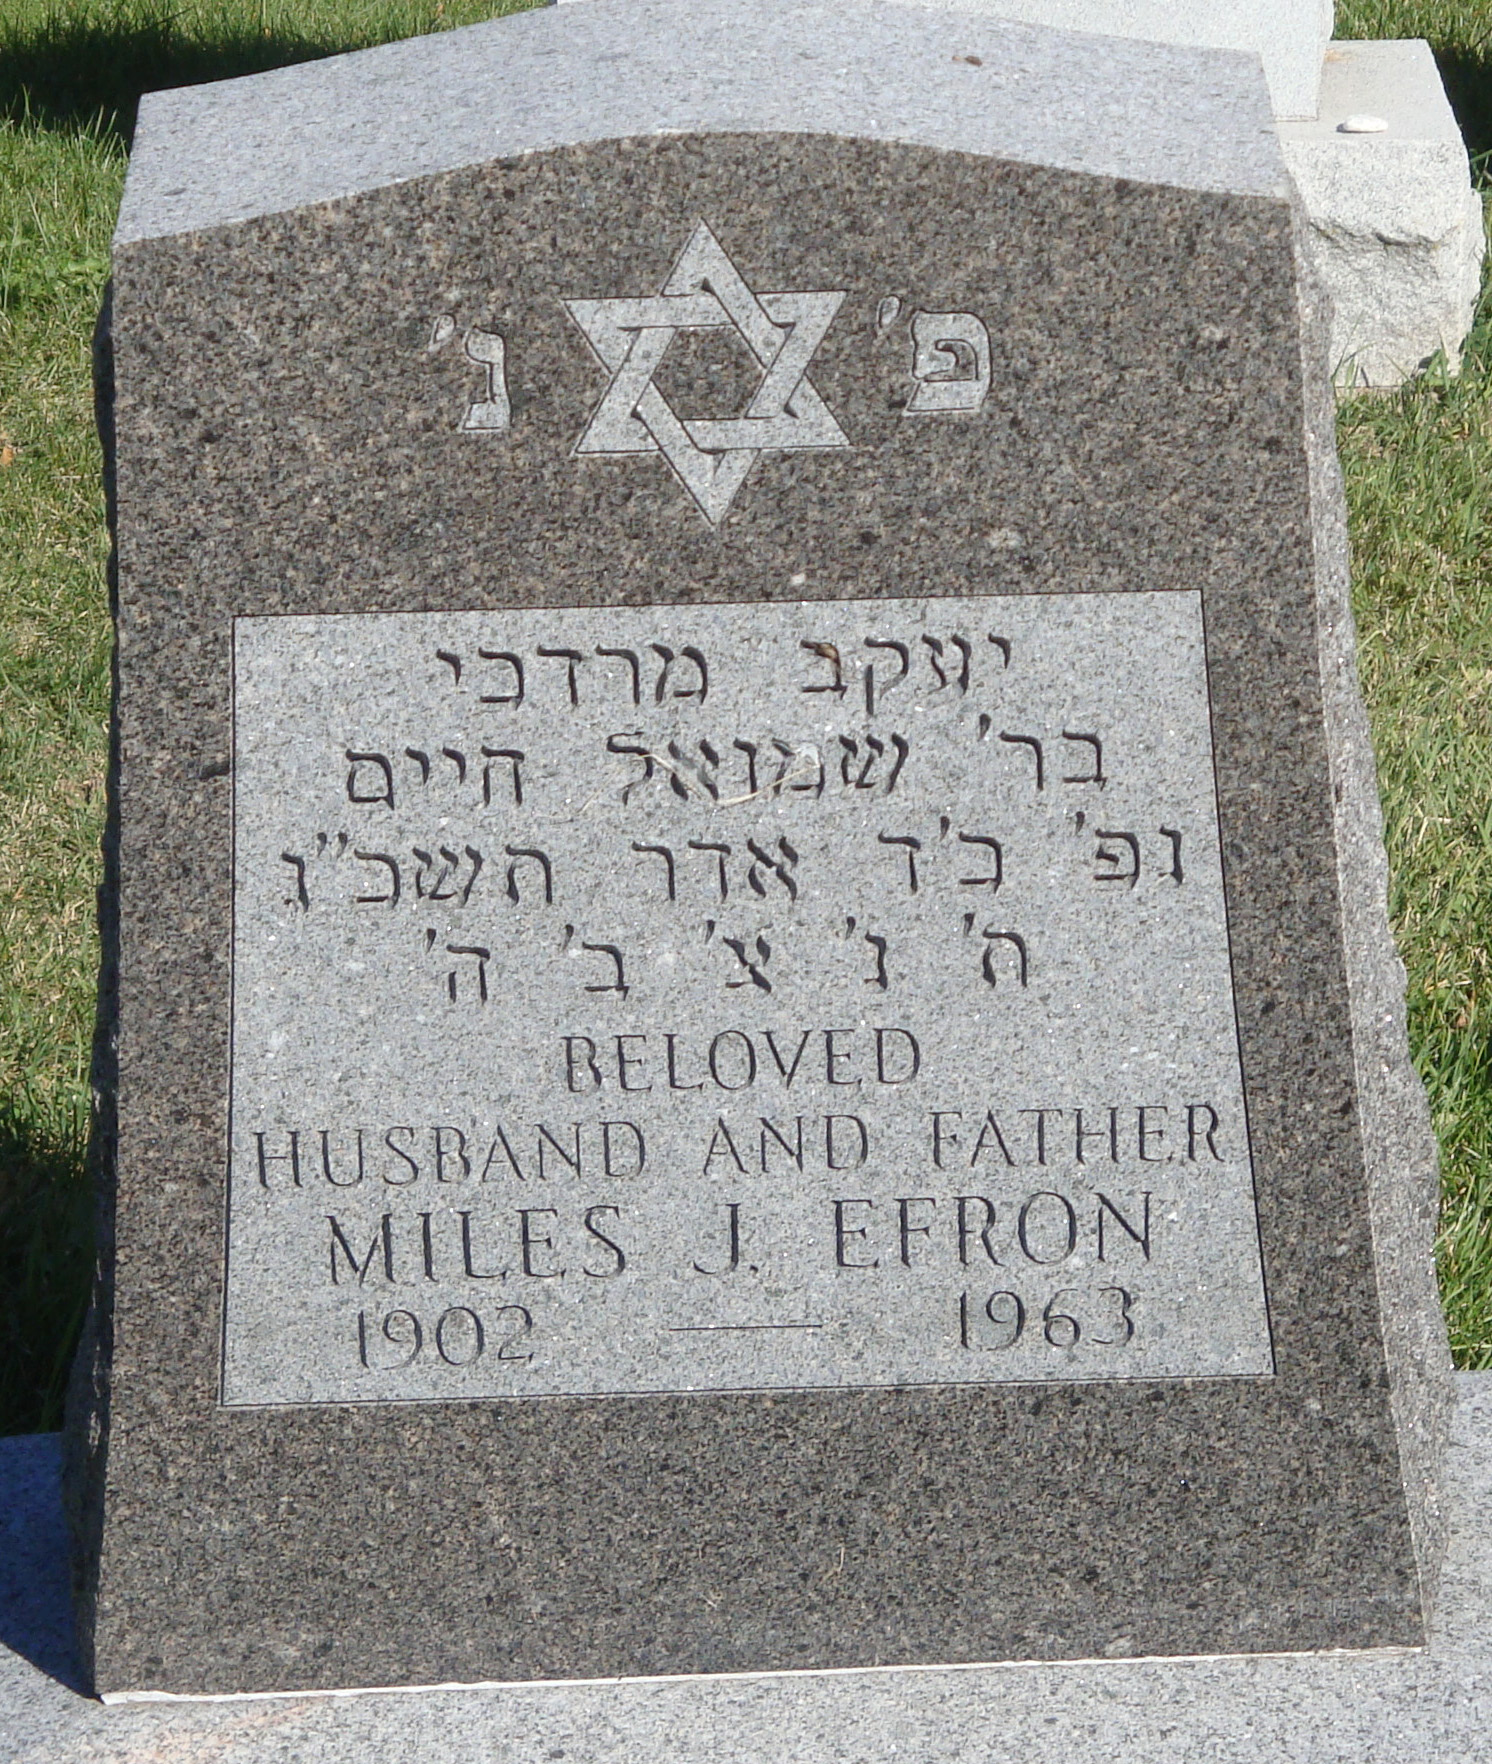 פ' נ'
יעקב מרדכי
בר' שמואל חיים
נפ' כ'ד אדר תשכ"ג
ת' נ' צ' ב' ה'
BELOVED
HUSBAND AND FATHER
MILES J. EFRON
1902 — 1963